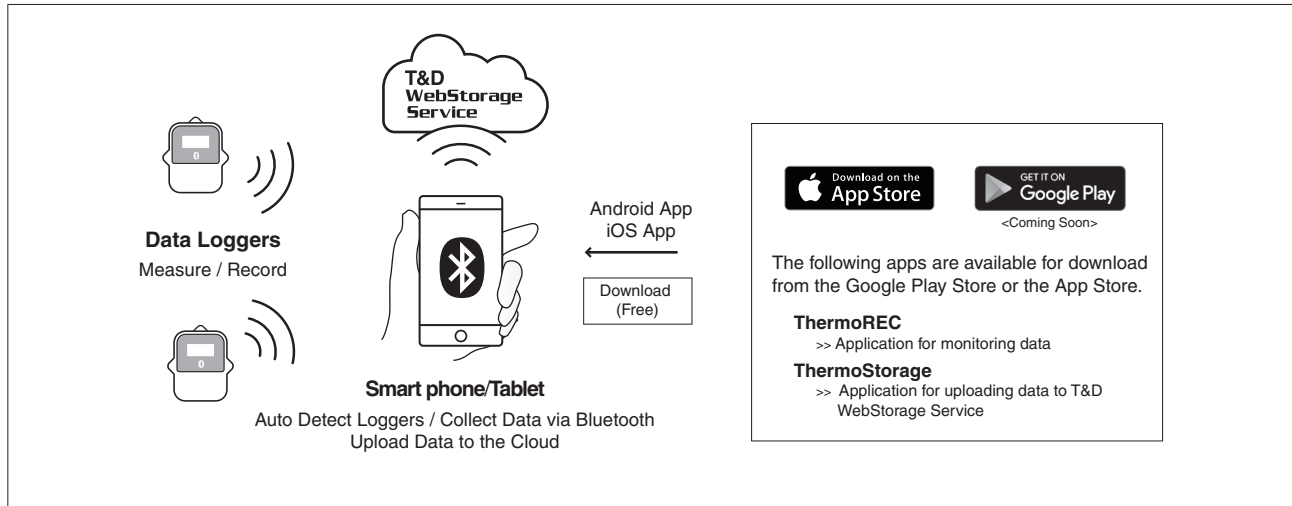 T&D
WebStorage
Service
Data Loggers
Measure / Record
Smart phone/Tablet
Auto Detect Loggers / Collect Data via Bluetooth
Upload Data to the Cloud
Android App
iOS App
Download
(Free)
Download on the
App Store
GET IT ON
Google Play
<Coming Soon>
The following apps are available for download
from the Google Play Store or the App Store.
ThermoREC
>> Application for monitoring data
ThermoStorage
>> Application for uploading data to T&D
WebStorage Service